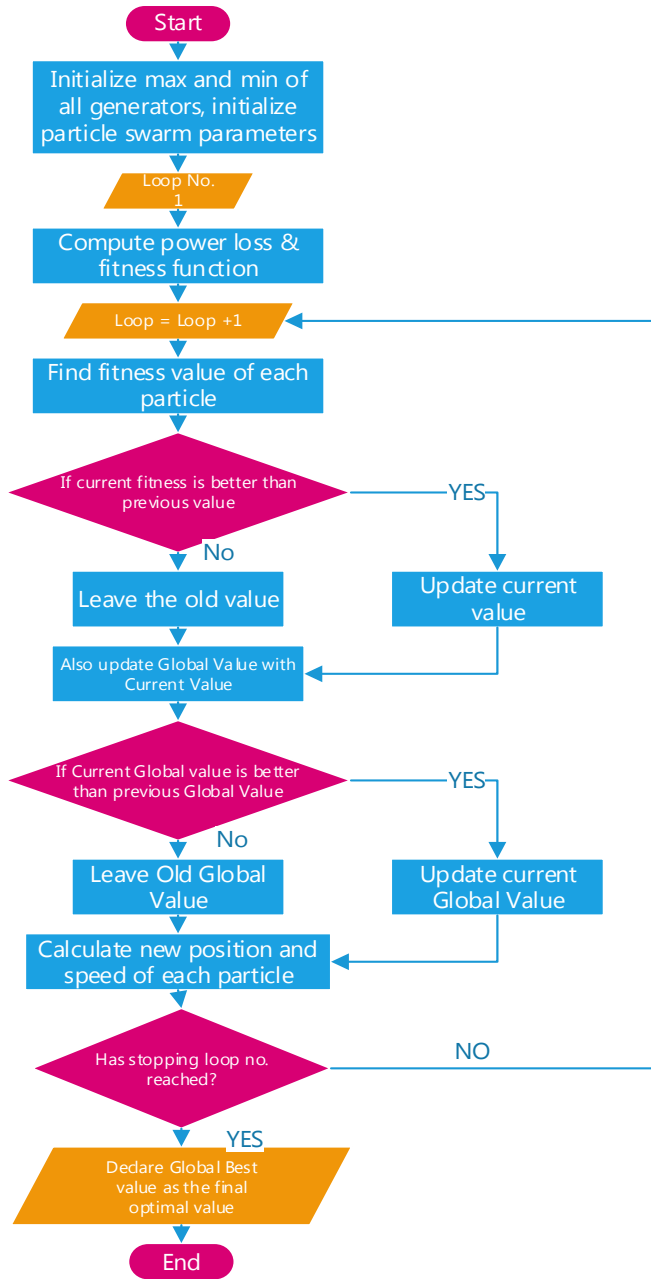 Start
Initialize max and min of
all generators, initialize
particle swarm parameters
Loop No.
1
Compute power loss &
fitness function
Loop = Loop +1
Find fitness value of each
particle
If current fitness is better than
previous value
YES
No
Leave the old value
Update current
value
Also update Global Value with
Current Value
If Current Global value is better
than previous Global Value
YES
No
Leave Old Global
Value
Update current
Global Value
Calculate new position and
speed of each particle
Has stopping loop no.
reached?
NO
YES
Declare Global Best
value as the final
optimal value
End